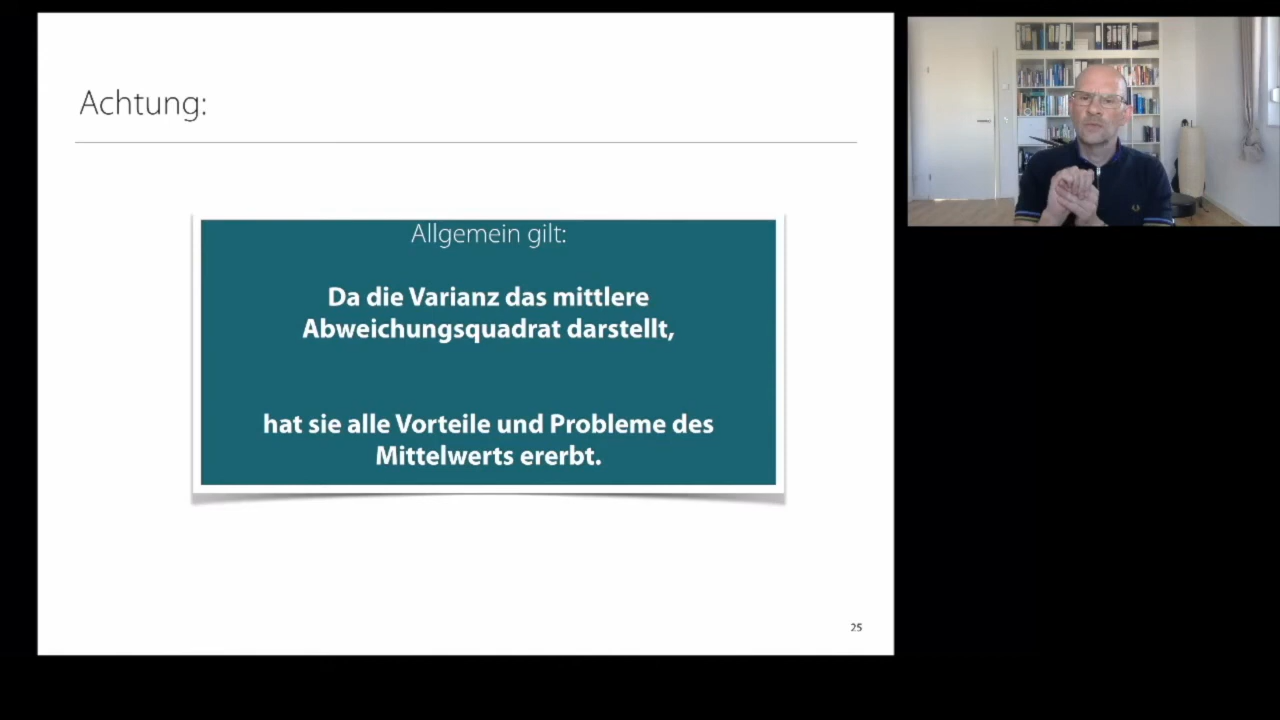 Achtung:
Allgemein gilt:
Da die Varianz das mittlere
Abweichungsquadrat darstellt,
hat sie alle Vorteile und Probleme des
Mittelwerts ererbt.
25